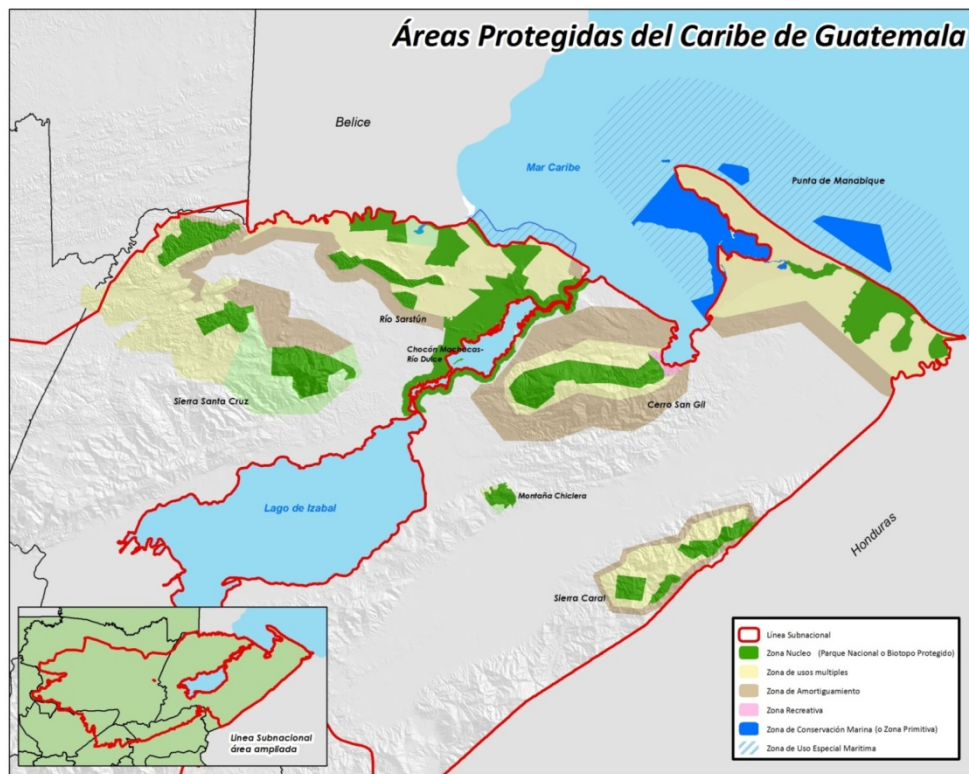 Áreas Protegidas del Caribe de Guatemala
Belice
Mar Caribe
Punta de Manabique
Río Sarstún
Chocón Machacas-
Río Dulce
Sierra Santa Cruz
Cerro San Gil
Lago de Izabal
Montaña Chiclera
Honduras
Sierra Caral
Linea Subnacional
área ampliada
Línea Subnacional
Zona Nucleo (Parque Nacional o Biotopo Protegido)
Zona de usos multiples
Zona de Amortiguamiento
Zona Recreativa
Zona de Conservación Marina (o Zona Primitiva)
Zona de Uso Especial Maritima